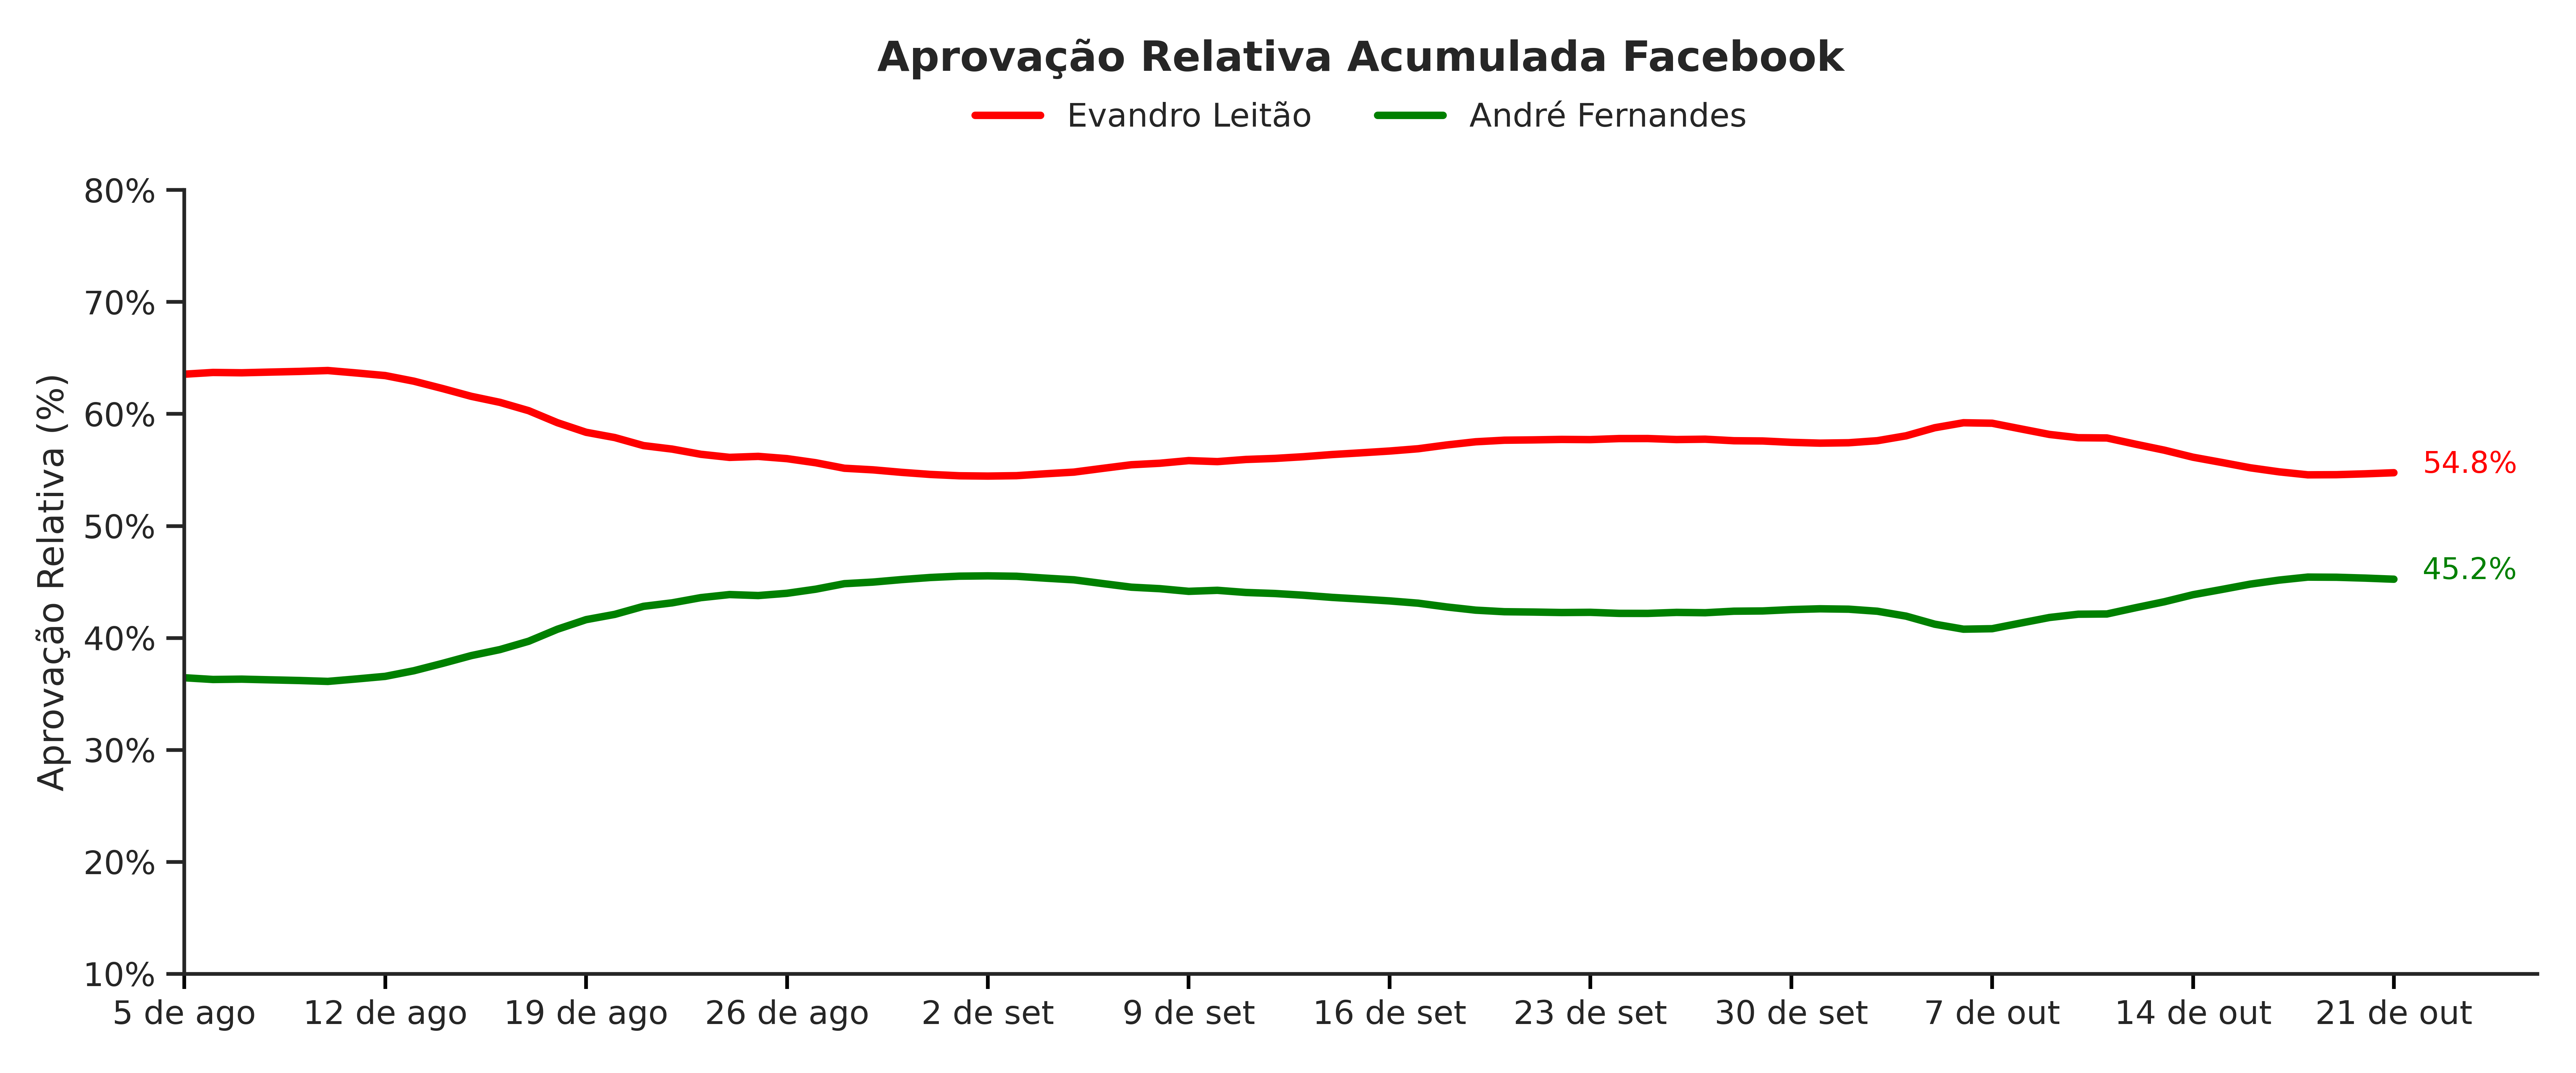 Aprovação Relativa Acumulada Facebook
Evandro Leitão
André Fernandes
Aprovação Relativa (%)
80%
70%
60%
50%
40%
30%
20%
10%
54.8%
45.2%
5 de ago
12 de ago
19 de ago
26 de ago
2 de set
9 de set
16 de set
23 de set
30 de set
7 de out
14 de out
21 de out